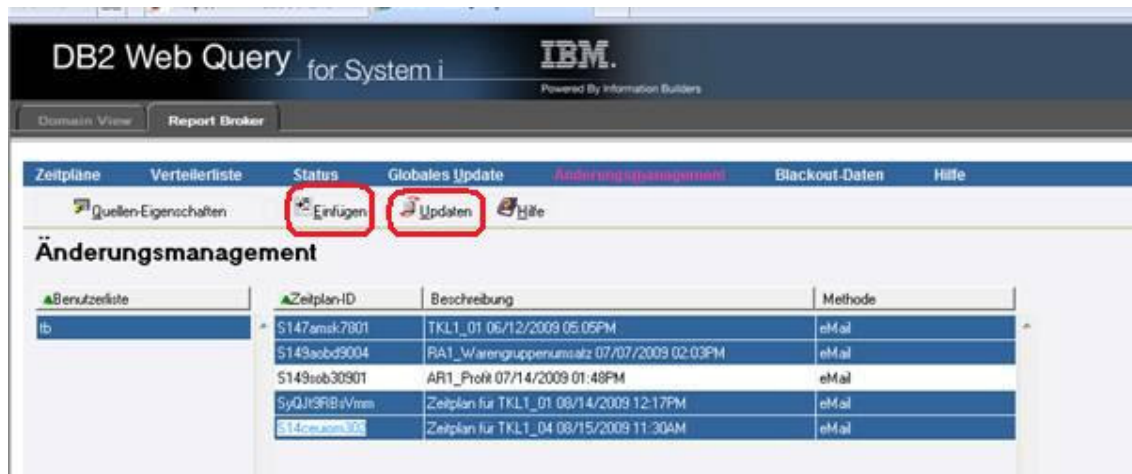 DB2 Web Query for System i IBM.
Powered By Information Builders
Domain View Report Broker
Zeitpläne Verteilerliste Status Globales Update Änderungsmanagement Blackout-Daten Hilfe
Quellen-Eigenschaften Einfügen Updaten Hilfe
Änderungsmanagement
Benutzerliste Zeitplan-ID Beschreibung Methode
tb S147amsk7801 TKL1_01 06/12/2009 05:05PM eMail
S149aobd9004 RA1_Warengruppenumsatz 07/07/2009 02:03PM eMail
S149sob30901 AR1_Profit 07/14/2009 01:48PM eMail
SyQJt9RBsVmm Zeitplan für TKL1_01 08/14/2009 12:17PM eMail
Zeitplan für TKL1_04 08/15/2009 11:30AM eMail